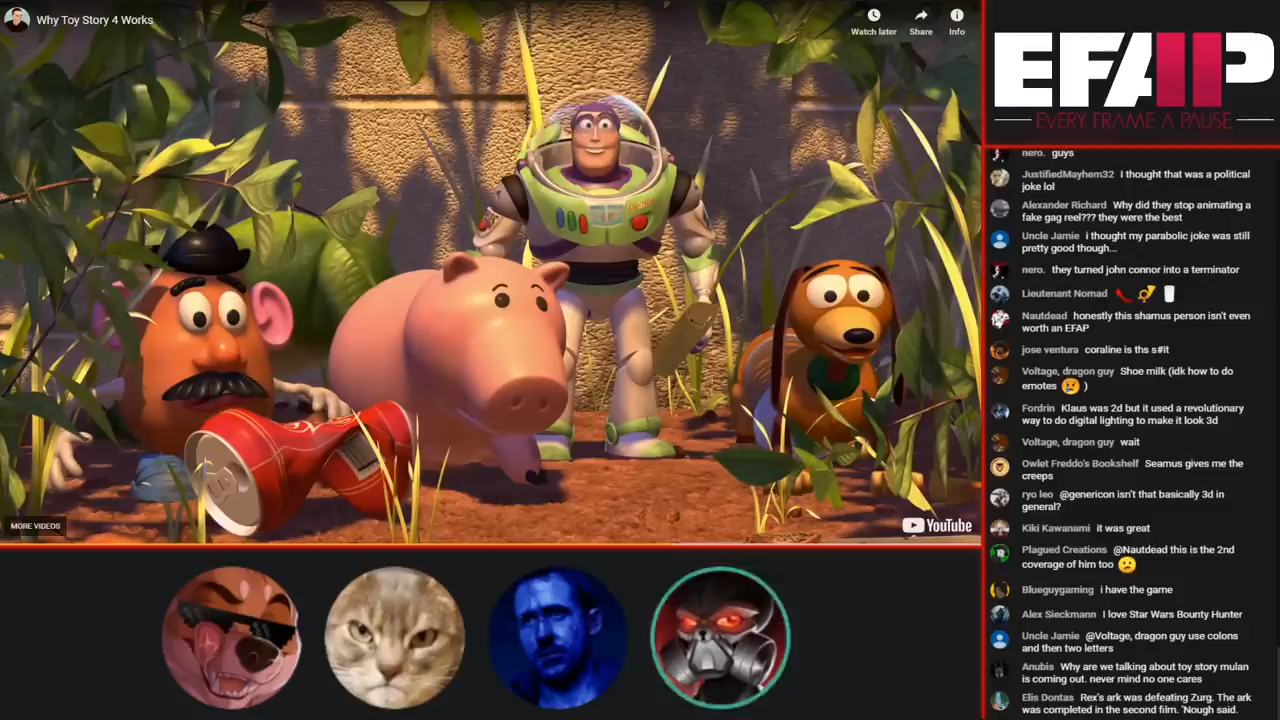 Why Toy Story 4 Works
Watch later
Share
Info
MORE VIDEOS
YouTube
EFAP
EVERY FRAME A PAUSE
nero. guys
JustifiedMayhem32 I thought that was a political
joke lol
Alexander Richard Why did they stop animating a
fake gag reel??? they were the best
Uncle Jamie i thought my parabolic joke was still
pretty good though...
nero. they turned john connor into a terminator
Lieutenant Nomad
Nautdead honestly this shamus person isn't even
worth an EFAP
jose ventura coraline is ths s#it
Voltage, dragon guy Shoe milk (idk how to do
emotes 😢 )
Fordrin Klaus was 2d but it used a revolutionary
way to do digital lighting to make it look 3d
Voltage, dragon guy wait
Owlet Freddo's Bookshelf Seamus gives me the
creeps
ryo leo @genericon isn't that basically 3d in
general?
Kiki Kawanami it was great
Plagued Creations @Nautdead this is the 2nd
coverage of him too
Blueguygaming i have the game
Alex Sieckmann I love Star Wars Bounty Hunter
Uncle Jamie @Voltage, dragon guy use colons
and then two letters
Anubis Why are we talking about toy story mulan
is coming out. never mind no one cares
Elis Dontas Rex's ark was defeating Zurg. The ark
was completed in the second film. 'Nough said.